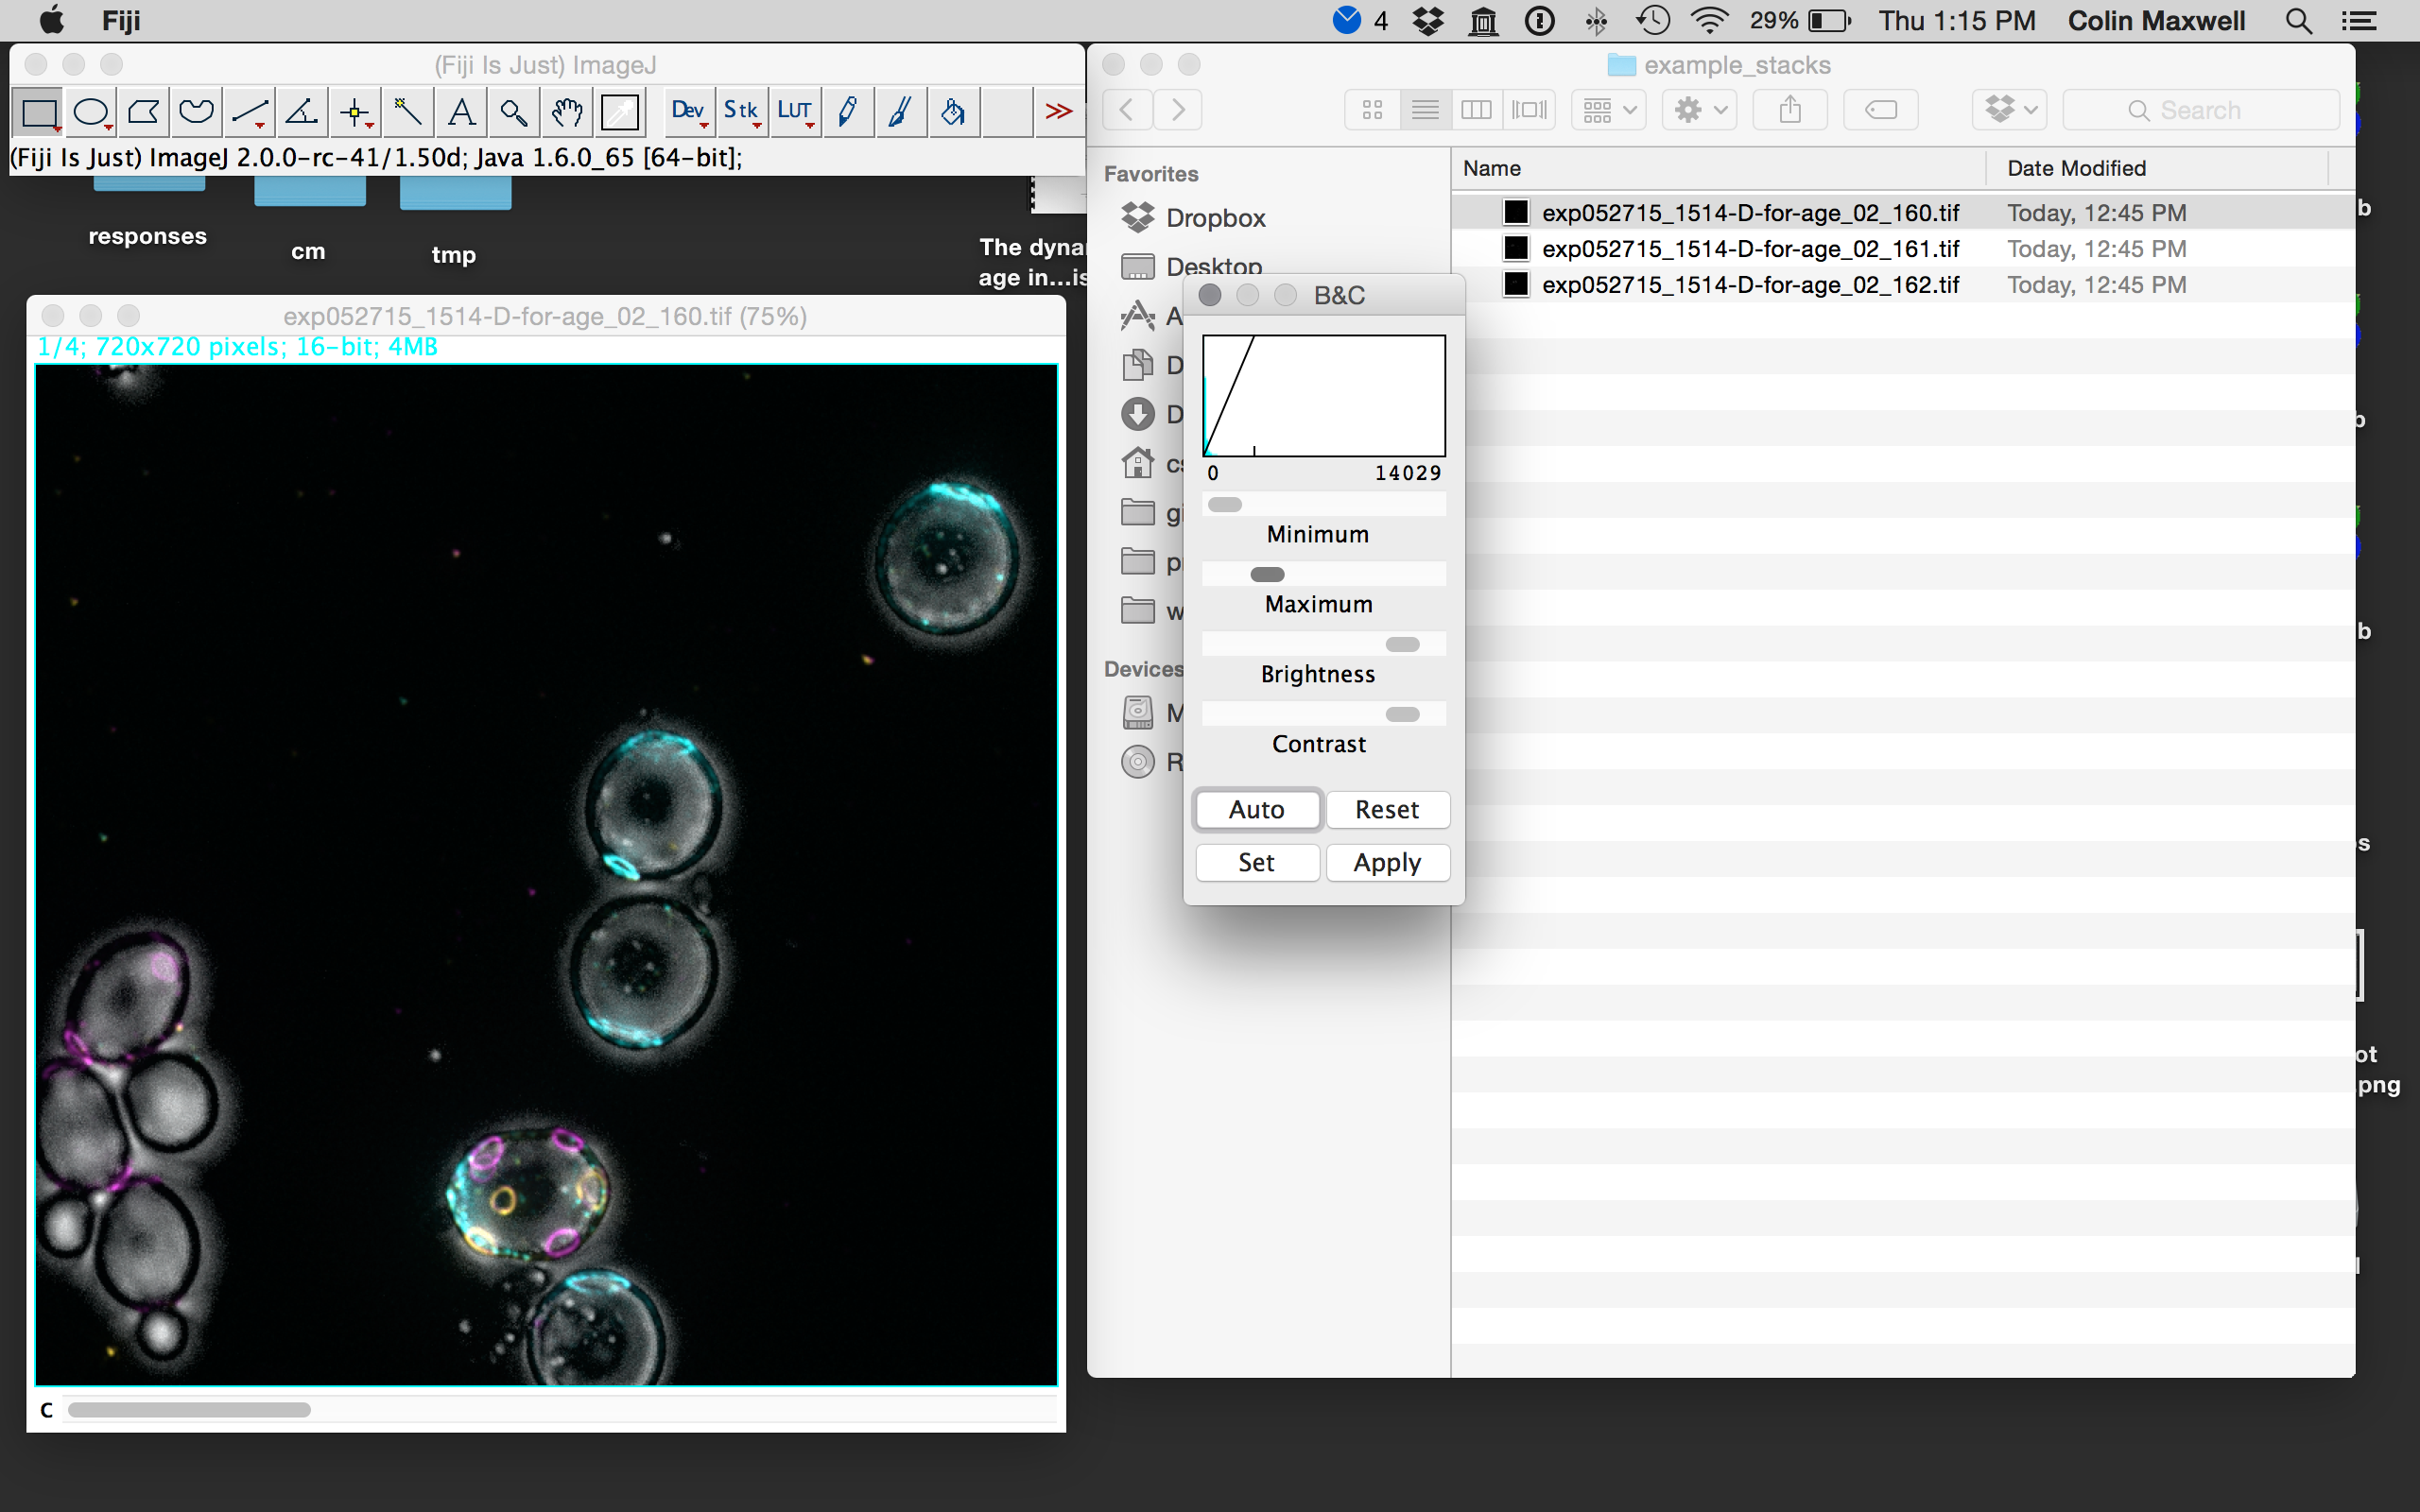 Fiji
4
29%
Thu 1:15 PM
Colin Maxwell
(Fiji Is Just) ImageJ
Dev
Stk
LUT
A
(Fiji Is Just) ImageJ 2.0.0-rc-41/1.50d; Java 1.6.0_65 [64-bit];
responses
cm
tmp
The dyna
age in...is
exp052715_1514-D-for-age_02_160.tif (75%)
1/4; 720x720 pixels; 16-bit; 4MB
C
example_stacks
Search
Favorites
Dropbox
Desktop
A
D
D
cs
gi
p
w
Devices
M
R
Name
Date Modified
exp052715_1514-D-for-age_02_160.tif
Today, 12:45 PM
exp052715_1514-D-for-age_02_161.tif
Today, 12:45 PM
exp052715_1514-D-for-age_02_162.tif
Today, 12:45 PM
B&C
0
14029
Minimum
Maximum
Brightness
Contrast
Auto
Reset
Set
Apply
b
b
b
s
ot
.png